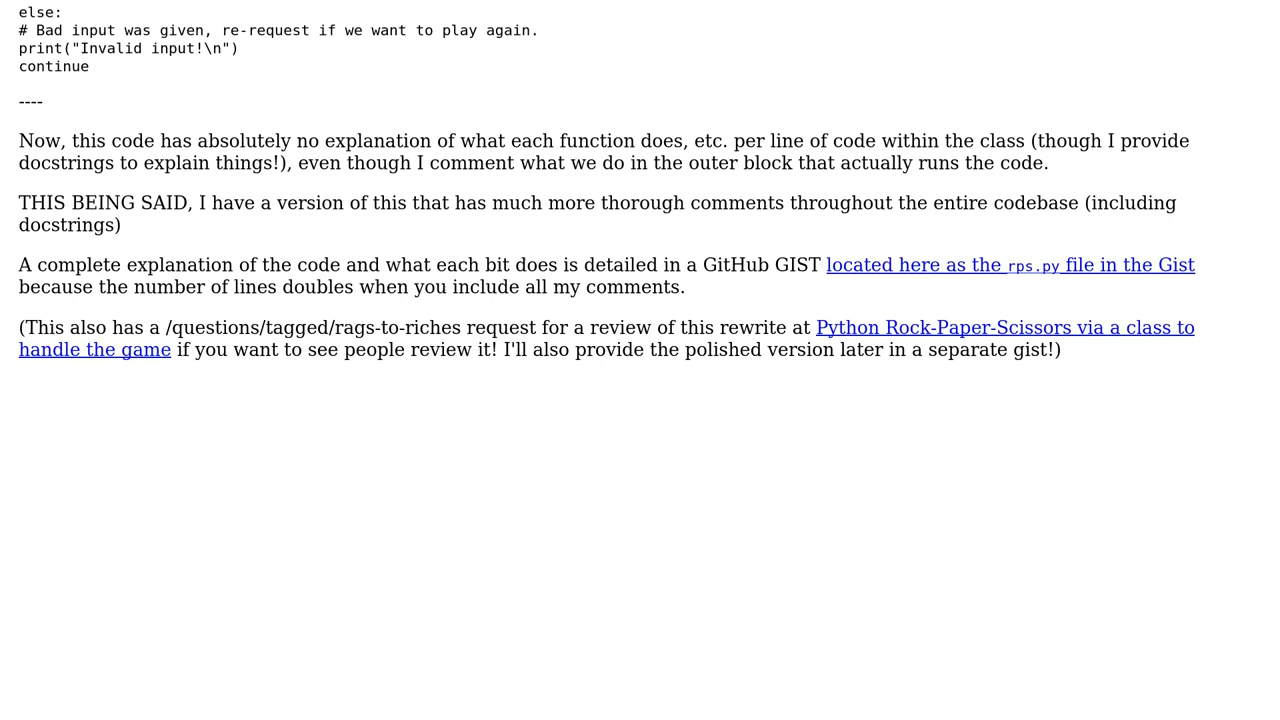 else:
# Bad input was given, re-request if we want to play again.
print("Invalid input!\n")
continue
----
Now, this code has absolutely no explanation of what each function does, etc. per line of code within the class (though I provide
docstrings to explain things!), even though I comment what we do in the outer block that actually runs the code.
THIS BEING SAID, I have a version of this that has much more thorough comments throughout the entire codebase (including
docstrings)
A complete explanation of the code and what each bit does is detailed in a GitHub GIST located here as the rps.py file in the Gist
because the number of lines doubles when you include all my comments.
(This also has a /questions/tagged/rags-to-riches request for a review of this rewrite at Python Rock-Paper-Scissors via a class to
handle the game if you want to see people review it! I'll also provide the polished version later in a separate gist!)